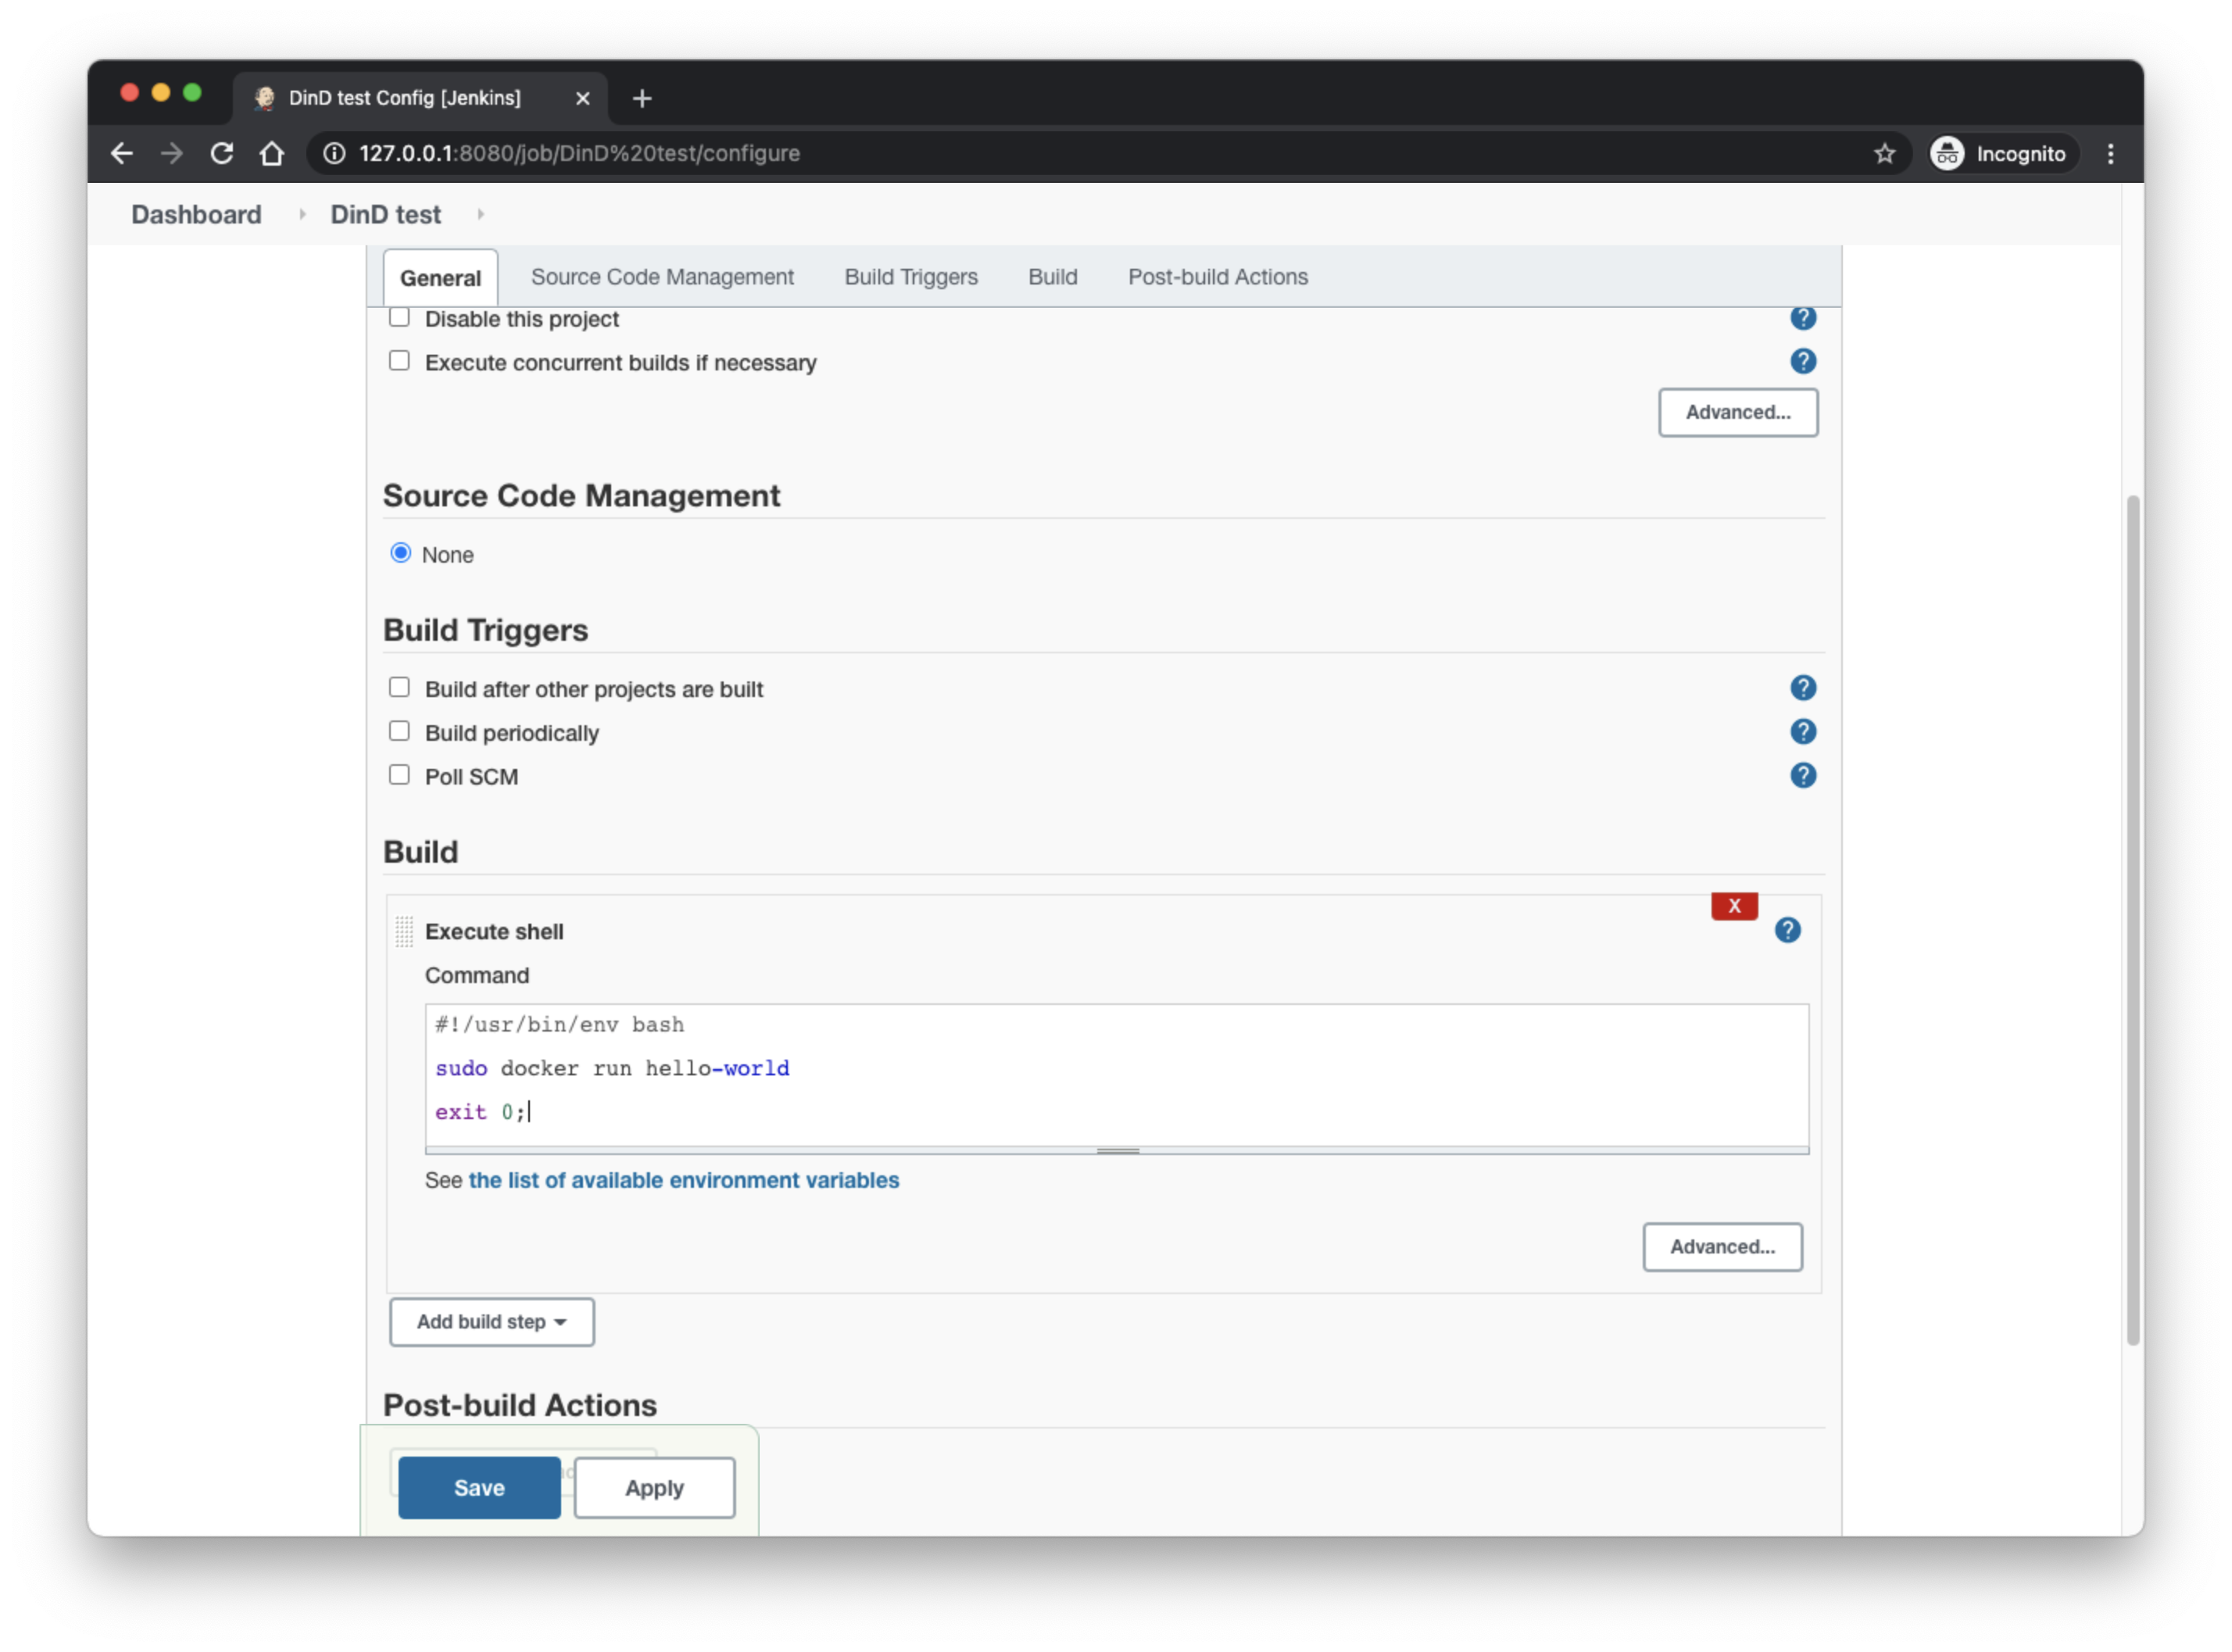 DinD test Config [Jenkins]
127.0.0.1:8080/job/DinD%20test/configure
Incognito
Dashboard DinD test
General Source Code Management Build Triggers Build Post-build Actions
Disable this project ?
Execute concurrent builds if necessary ?
Advanced...
Source Code Management
None
Build Triggers
Build after other projects are built ?
Build periodically ?
Poll SCM ?
Build
X
Execute shell ?
Command
#!/usr/bin/env bash
sudo docker run hello-world
exit 0;
See the list of available environment variables
Advanced...
Add build step
Post-build Actions
Save Apply